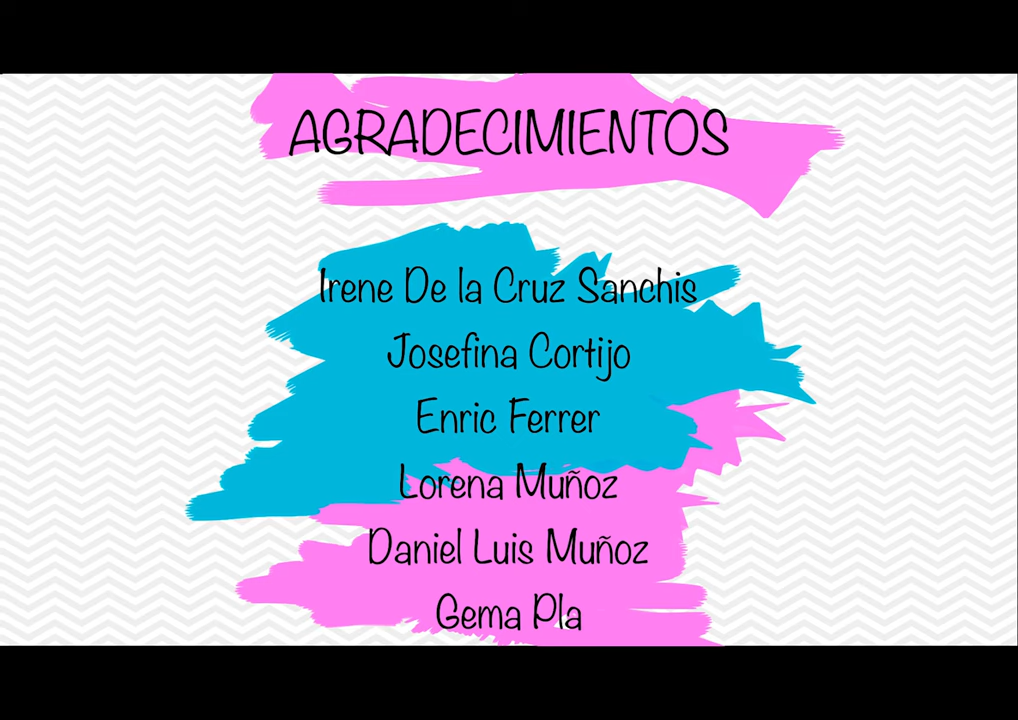 AGRADECIMIENTOS
Irene De la Cruz Sanchis
Josefina Cortijo
Enric Ferrer
Lorena Muñoz
Daniel Luis Muñoz
Gema Pla